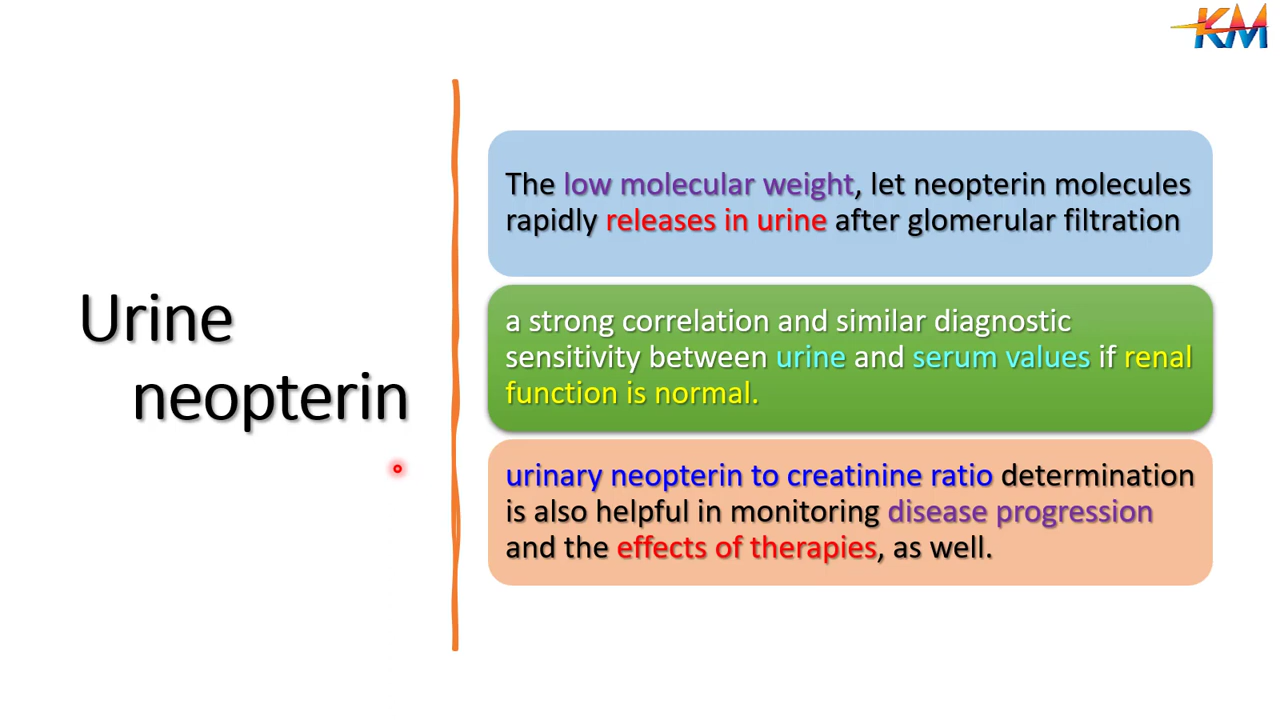 KM
Urine
neopterin
The low molecular weight, let neopterin molecules
rapidly releases in urine after glomerular filtration
a strong correlation and similar diagnostic
sensitivity between urine and serum values if renal
function is normal.
urinary neopterin to creatinine ratio determination
is also helpful in monitoring disease progression
and the effects of therapies, as well.